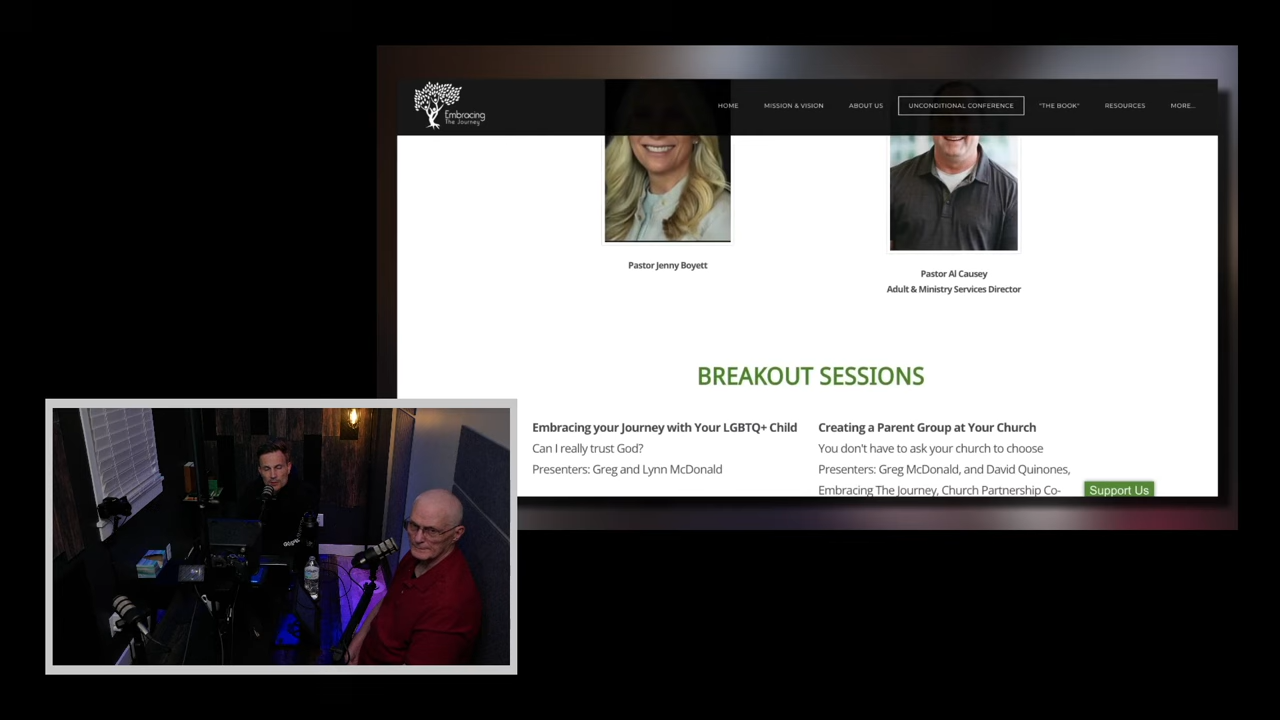 Embracing
The Journey
HOME
MISSION & VISION
ABOUT US
UNCONDITIONAL CONFERENCE
"THE BOOK"
RESOURCES
MORE...
Pastor Jenny Boyett
Pastor Al Causey
Adult & Ministry Services Director
BREAKOUT SESSIONS
Embracing your Journey with Your LGBTQ+ Child
Can I really trust God?
Presenters: Greg and Lynn McDonald
Creating a Parent Group at Your Church
You don't have to ask your church to choose
Presenters: Greg McDonald, and David Quinones,
Embracing The Journey, Church Partnership Co-
Support Us